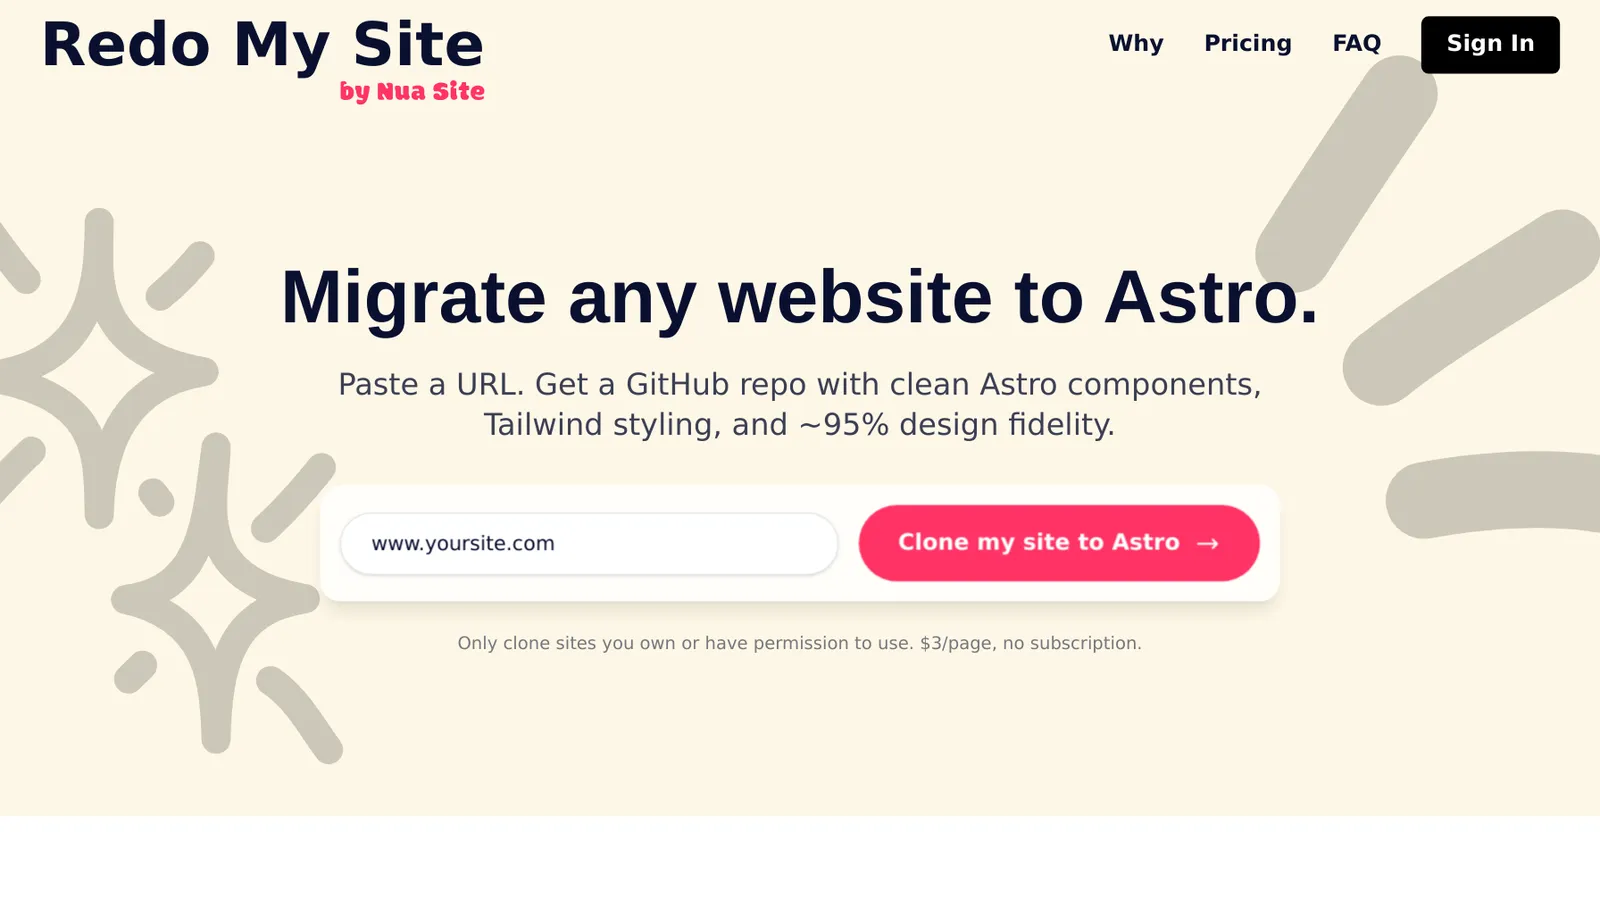 Redo My Site
by Nua Site
Why
Pricing
FAQ
Sign In
Migrate any website to Astro.
Paste a URL. Get a GitHub repo with clean Astro components,
Tailwind styling, and ~95% design fidelity.
www.yoursite.com
Clone my site to Astro →
Only clone sites you own or have permission to use. $3/page, no subscription.